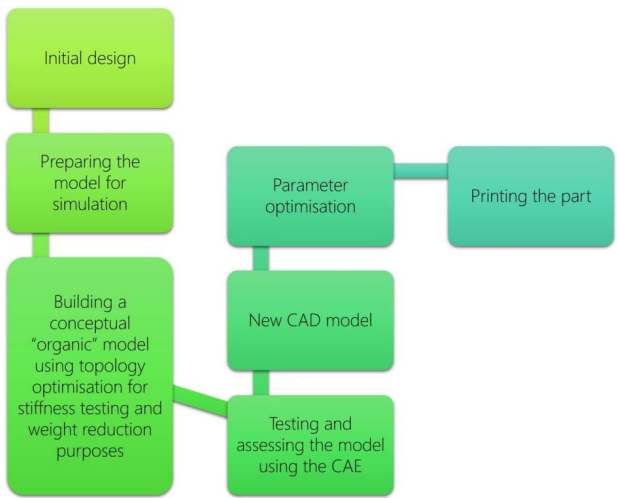 Initial design
Preparing the
model for
simulation
Building a
conceptual
“organic” model
using topology
optimisation for
stiffness testing and
weight reduction
purposes
Testing and
assessing the model
using the CAE
New CAD model
Parameter
optimisation
Printing the part